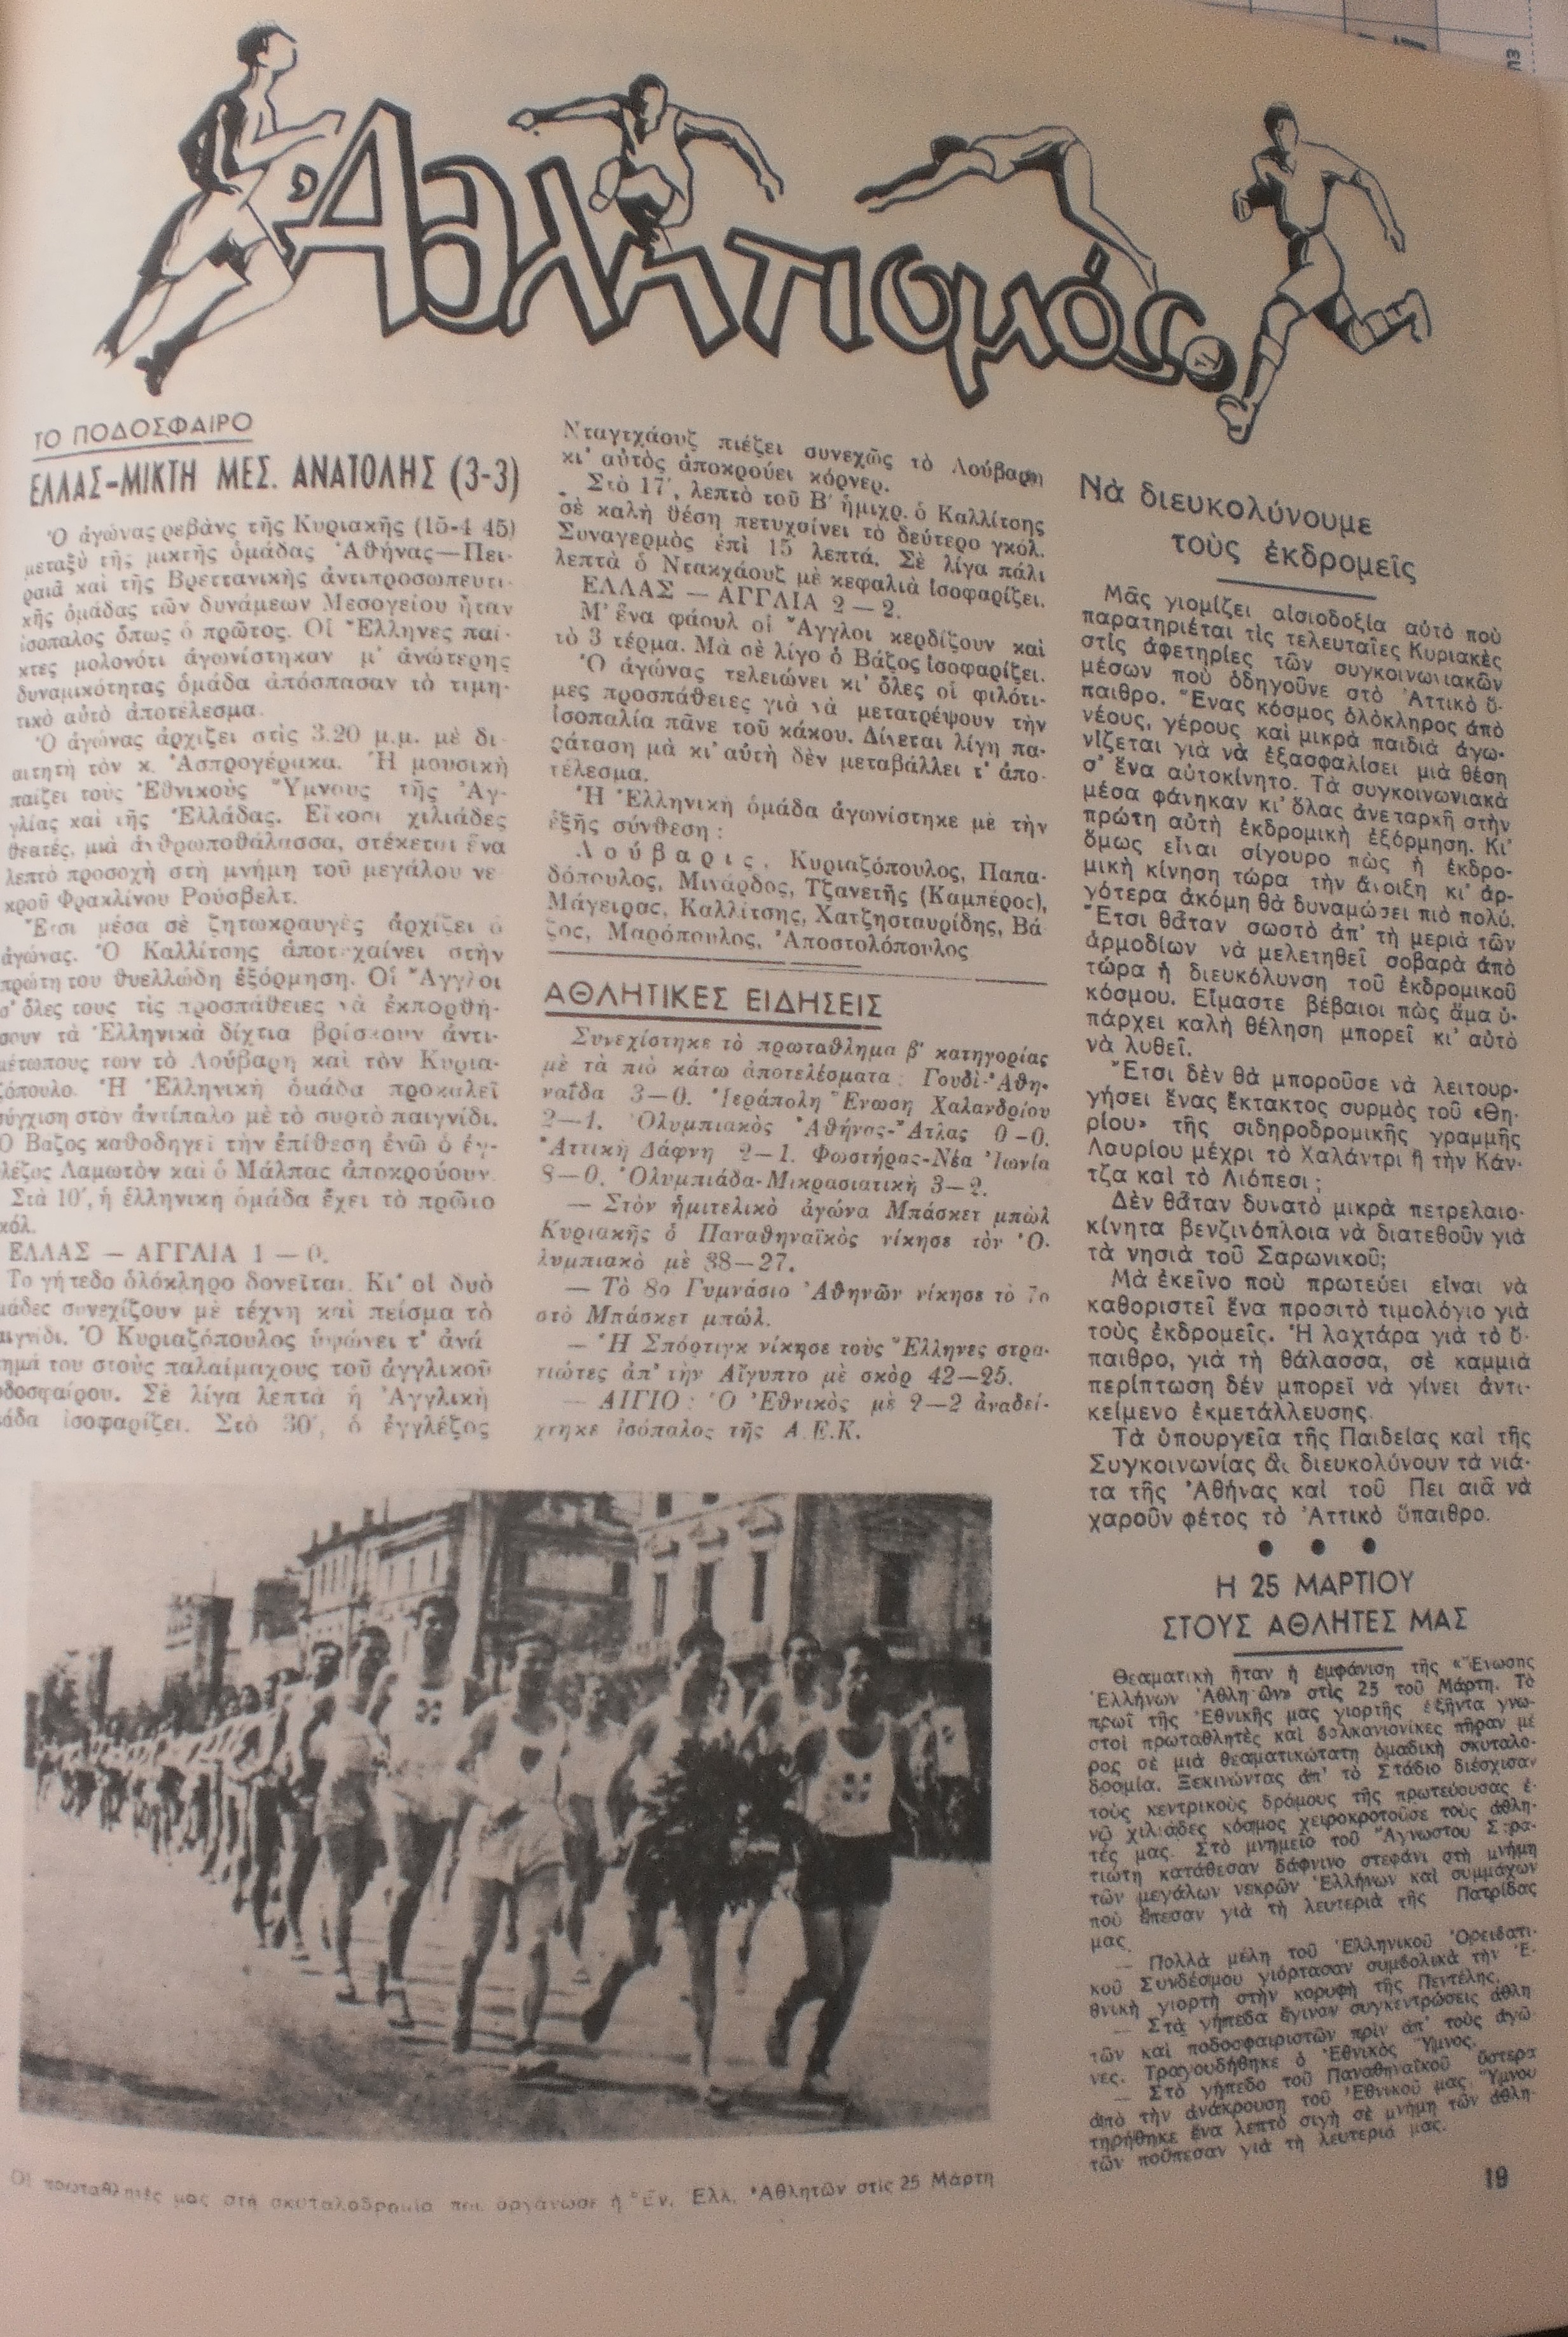 ὁ Ἀθλητισμός
ΤΟ ΠΟΔΟΣΦΑΙΡΟ
ΕΛΛΑΣ-ΜΙΚΤΗ ΜΕΣ. ΑΝΑΤΟΛΗΣ (3-3)
Ὁ ἀγώνας ρεβὰνς τῆς Κυριακῆς (15-4 45)
μεταξὺ τῆς μικτῆς ὁμάδας Ἀθήνας—Πει-
ραιᾶ καὶ τῆς Βρεττανικῆς ἀντιπροσωπευτι-
κῆς ὁμάδας τῶν δυνάμεων Μεσογείου ἦταν
ἰσοπαλος ὅπως ὁ πρῶτος. Οἱ Ἕλληνες παί-
κτες μολονότι ἀγωνίστηκαν μ' ἀνώτερης
δυναμικότητας ὁμάδα ἀπόσπασαν τὸ τιμη-
τικὸ αὐτὸ ἀποτέλεσμα.
Ὁ ἀγώνας ἀρχίζει στὶς 3.20 μ.μ. μὲ δι-
αιτητὴ τὸν κ. Ἀσπρογέρακα. Ἡ μουσικὴ
παίζει τοὺς Ἐθνικοὺς Ὕμνους τῆς Ἀγ-
γλίας καὶ τῆς Ἑλλάδας. Εἴκοσι χιλιάδες
θεατές, μιὰ ἀνθρωποθάλασσα, στέκεται ἕνα
λεπτὸ προσοχὴ στὴ μνήμη τοῦ μεγάλου νε
κροῦ Φρακλίνου Ρούσβελτ.
Ἔτσι μέσα σὲ ζητωκραυγὲς ἀρχίζει ὁ
ἀγώνας. Ὁ Καλλίτσης ἀποτυχαίνει στὴν
πρώτη του θυελλώδη ἐξόρμηση. Οἱ Ἄγγλοι
σ' ὅλες τους τὶς προσπάθειες νὰ ἐκπορθή-
σουν τὰ Ἑλληνικὰ δίχτια βρίσκουν ἀντι-
μέτωπους των τὸ Λούβαρη καὶ τὸν Κυρια-
ζόπουλο. Ἡ Ἑλληνικὴ ὁμάδα προκαλεῖ
σύγχιση στὸν ἀντίπαλο μὲ τὸ συρτὸ παιγνίδι.
Ὁ Βάζος καθοδηγεῖ τὴν ἐπίθεση ἐνῶ ὁ ἐγ-
λέζος Λαμωτὸν καὶ ὁ Μάλπας ἀποκρούουν.
Στὰ 10', ἡ ἑλληνικὴ ὁμάδα ἔχει τὸ πρῶτο
κόλ.
ΕΛΛΑΣ — ΑΓΓΛΙΑ 1 — 0.
Τὸ γήπεδο ὁλόκληρο δονεῖται. Κι' οἱ δυὸ
μάδες συνεχίζουν μὲ τέχνη καὶ πείσμα τὸ
αιγνίδι. Ὁ Κυριαζόπουλος ὑψώνει τ' ἀνά
τημά του στοὺς παλαίμαχους τοῦ ἀγγλικοῦ
οδοσφαίρου. Σὲ λίγα λεπτὰ ἡ Ἀγγλικὴ
μάδα ἰσοφαρίζει. Στὸ 30', ὁ ἐγγλέζος
Νταγτχάουζ πιέζει συνεχῶς τὸ Λούβαρη
κι' αὐτὸς ἀποκρούει κόρνερ.
Στὸ 17', λεπτὸ τοῦ Β' ἡμιχρ. ὁ Καλλίτσης
σὲ καλὴ θέση πετυχαίνει τὸ δεύτερο γκόλ.
Συναγερμὸς ἐπὶ 15 λεπτά. Σὲ λίγα πάλι
λεπτὰ ὁ Ντακχάουζ μὲ κεφαλιὰ ἰσοφαρίζει.
ΕΛΛΑΣ — ΑΓΓΛΙΑ 2 — 2.
Μ' ἕνα φάουλ οἱ Ἄγγλοι κερδίζουν καὶ
τὸ 3 τέρμα. Μὰ σὲ λίγο ὁ Βάζος ἰσοφαρίζει.
Ὁ ἀγώνας τελειώνει κι' ὅλες οἱ φιλότι-
μες προσπάθειες γιὰ νὰ μετατρέψουν τὴν
ἰσοπαλία πᾶνε τοῦ κάκου. Δίνεται λίγη πα-
ράταση μὰ κι' αὐτὴ δὲν μεταβάλλει τ' ἀπο-
τέλεσμα.
Ἡ Ἑλληνικὴ ὁμάδα ἀγωνίστηκε μὲ τὴν
ἑξῆς σύνθεση :
Λούβαρις, Κυριαζόπουλος, Παπα-
δόπουλος, Μινάρδος, Τζανετῆς (Καμπέρος),
Μάγειρας, Καλλίτσης, Χατζησταυρίδης, Βά
ζος, Μαρόπουλος, Ἀποστολόπουλος
ΑΘΛΗΤΙΚΕΣ ΕΙΔΗΣΕΙΣ
Συνεχίστηκε τὸ πρωταθλημα β' κατηγορίας
μὲ τὰ πιὸ κάτω ἀποτελέσματα : Γουδὶ-Ἀθη-
ναΐδα 3—0. Ἱεράπολη Ἕνωση Χαλανδρίου
2—1. Ὀλυμπιακὸς Ἀθήνας-Ἄτλας 0—0.
Ἀττικὴ Δάφνη 2—1. Φωστήρας-Νέα Ἰωνία
8—0. Ὀλυμπιάδα-Μικρασιατικὴ 3—2.
— Στὸν ἡμιτελικὸ ἀγώνα Μπάσκετ μπὼλ
Κυριακῆς ὁ Παναθηναϊκὸς νίκησε τὸν Ὀ-
λυμπιακὸ μὲ 38—27.
— Τὸ 8ο Γυμνάσιο Ἀθηνῶν νίκησε τὸ 7ο
στὸ Μπάσκετ μπώλ.
— Ἡ Σπόρτιγκ νίκησε τοὺς Ἕλληνες στρα-
τιῶτες ἀπ' τὴν Αἴγυπτο μὲ σκὸρ 42—25.
— ΑΙΓΙΟ : Ὁ Ἐθνικὸς μὲ 2—2 ἀναδεί-
χτηκε ἰσόπαλος τῆς Α.Ε.Κ.
Νὰ διευκολύνουμε
τοὺς ἐκδρομεῖς
Μᾶς γιομίζει αἰσιοδοξία αὐτὸ ποὺ
παρατηριέται τὶς τελευταῖες Κυριακὲς
στὶς ἀφετηρίες τῶν συγκοινωνιακῶν
μέσων ποὺ ὁδηγοῦνε στὸ Ἀττικὸ ὕ-
παιθρο. Ἕνας κόσμος ὁλόκληρος ἀπὸ
νέους, γέρους καὶ μικρὰ παιδιὰ ἀγω-
νίζεται γιὰ νὰ ἐξασφαλίσει μιὰ θέση
σ' ἕνα αὐτοκίνητο. Τὰ συγκοινωνιακὰ
μέσα φάνηκαν κι' ὅλας ἀνεπαρκῆ στὴν
πρώτη αὐτὴ ἐκδρομικὴ ἐξόρμηση. Κι'
ὅμως εἶναι σίγουρο πὼς ἡ ἐκδρο-
μικὴ κίνηση τώρα τὴν ἄνοιξη κι' ἀρ-
γότερα ἀκόμη θὰ δυναμώσει πιὸ πολύ.
Ἔτσι θἆταν σωστὸ ἀπ' τὴ μεριὰ τῶν
ἁρμοδίων νὰ μελετηθεῖ σοβαρὰ ἀπὸ
τώρα ἡ διευκόλυνση τοῦ ἐκδρομικοῦ
κόσμου. Εἴμαστε βέβαιοι πὼς ἅμα ὑ-
πάρχει καλὴ θέληση μπορεῖ κι' αὐτὸ
νὰ λυθεῖ.
Ἔτσι δὲν θὰ μποροῦσε νὰ λειτουρ-
γήσει ἕνας ἔκτακτος συρμὸς τοῦ «Θη-
ρίου» τῆς σιδηροδρομικῆς γραμμῆς
Λαυρίου μέχρι τὸ Χαλάντρι ἢ τὴν Κάν-
τζα καὶ τὸ Λιόπεσι ;
Δὲν θἆταν δυνατὸ μικρὰ πετρελαιο-
κίνητα βενζινόπλοια νὰ διατεθοῦν γιὰ
τὰ νησιὰ τοῦ Σαρωνικοῦ;
Μὰ ἐκεῖνο ποὺ πρωτεύει εἶναι νὰ
καθοριστεῖ ἕνα προσιτὸ τιμολόγιο γιὰ
τοὺς ἐκδρομεῖς. Ἡ λαχτάρα γιὰ τὸ ὕ-
παιθρο, γιὰ τὴ θάλασσα, σὲ καμμιὰ
περίπτωση δέν μπορεῖ νὰ γίνει ἀντι-
κείμενο ἐκμετάλλευσης.
Τὰ ὑπουργεῖα τῆς Παιδείας καὶ τῆς
Συγκοινωνίας ἂς διευκολύνουν τὰ νιά-
τα τῆς Ἀθήνας καὶ τοῦ Πει αιᾶ νὰ
χαροῦν φέτος τὸ Ἀττικὸ ὕπαιθρο.
Η 25 ΜΑΡΤΙΟΥ
ΣΤΟΥΣ ΑΘΛΗΤΕΣ ΜΑΣ
Θεαματικὴ ἦταν ἡ ἐμφάνιση τῆς «Ἕνωσης
Ἑλλήνων Ἀθλητῶν» στὶς 25 τοῦ Μάρτη. Τὸ
πρωῒ τῆς Ἐθνικῆς μας γιορτῆς ἑξῆντα γνω-
στοὶ πρωταθλητὲς καὶ βαλκανιονίκες πῆραν μέ
ρος σὲ μιὰ θεαματικώτατη ὁμαδικὴ σκυταλο-
δρομία. Ξεκινώντας ἀπ' τὸ Στάδιο διέσχισαν
τοὺς κεντρικοὺς δρόμους τῆς πρωτεύουσας ἐ-
νῶ χιλιάδες κόσμος χειροκροτοῦσε τοὺς ἀθλη-
τές μας. Στὸ μνημεῖο τοῦ Ἄγνωστου Στρα-
τιώτη κατάθεσαν δάφνινο στεφάνι στὴ μνήμη
τῶν μεγάλων νεκρῶν Ἑλλήνων καὶ συμμάχων
ποὺ ἔπεσαν γιὰ τὴ λευτεριὰ τῆς Πατρίδας
μας.
— Πολλὰ μέλη τοῦ Ἑλληνικοῦ Ὀρειβατι-
κοῦ Συνδέσμου γιόρτασαν συμβολικὰ τὴν Ἐ-
θνικὴ γιορτὴ στὴν κορυφὴ τῆς Πεντέλης.
— Στὰ γήπεδα ἔγιναν συγκεντρώσεις ἀθλη
τῶν καὶ ποδοσφαιριστῶν πρὶν ἀπ' τοὺς ἀγῶ
νες. Τραγουδήθηκε ὁ Ἐθνικὸς Ὕμνος.
— Στὸ γήπεδο τοῦ Παναθηναϊκοῦ ὕστερα
ἀπὸ τὴν ἀνάκρουση τοῦ Ἐθνικοῦ μας Ὕμνου
τηρήθηκε ἕνα λεπτὸ σιγὴ σὲ μνήμη τῶν ἀθλη-
τῶν ποὔπεσαν γιὰ τὴ λευτεριά μας.
Οἱ πρωταθλητές μας στὴ σκυταλοδρομία ποὺ ὀργάνωσε ἡ Ἕν. Ἑλλ. Ἀθλητῶν στὶς 25 Μάρτη
19